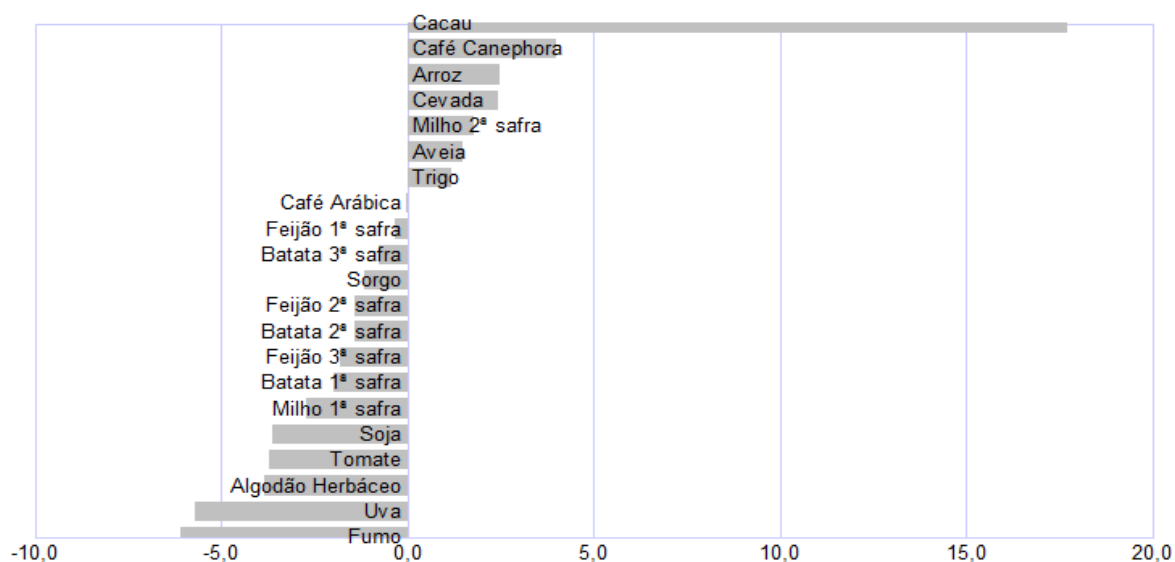 Cacau
Café Canephora
Arroz
Cevada
Milho 2ª safra
Aveia
Trigo
Café Arábica
Feijão 1ª safra
Batata 3ª safra
Sorgo
Feijão 2ª safra
Batata 2ª safra
Feijão 3ª safra
Batata 1ª safra
Milho 1ª safra
Soja
Tomate
Algodão Herbáceo
Uva
Fumo
-10,0 -5,0 0,0 5,0 10,0 15,0 20,0